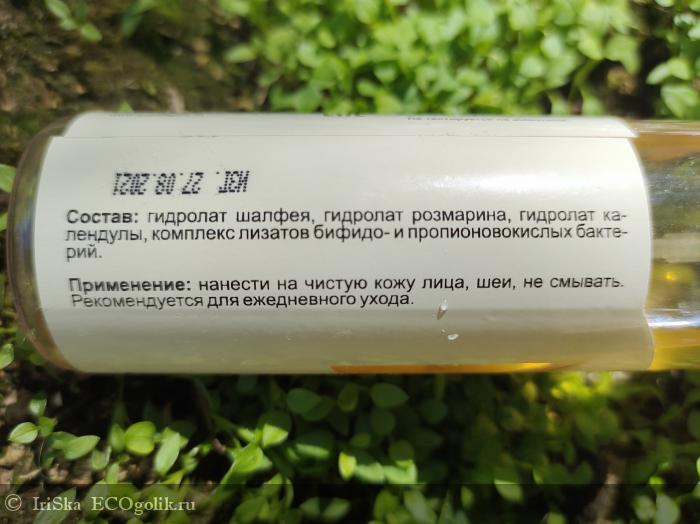 ИЗГ. 27.08.2021
Состав: гидролат шалфея, гидролат розмарина, гидролат ка-
лендулы, комплекс лизатов бифидо- и пропионовокислых бакте-
рий.
Применение: нанести на чистую кожу лица, шеи, не смывать.
Рекомендуется для ежедневного ухода.
© IriSka ECOgolik.ru